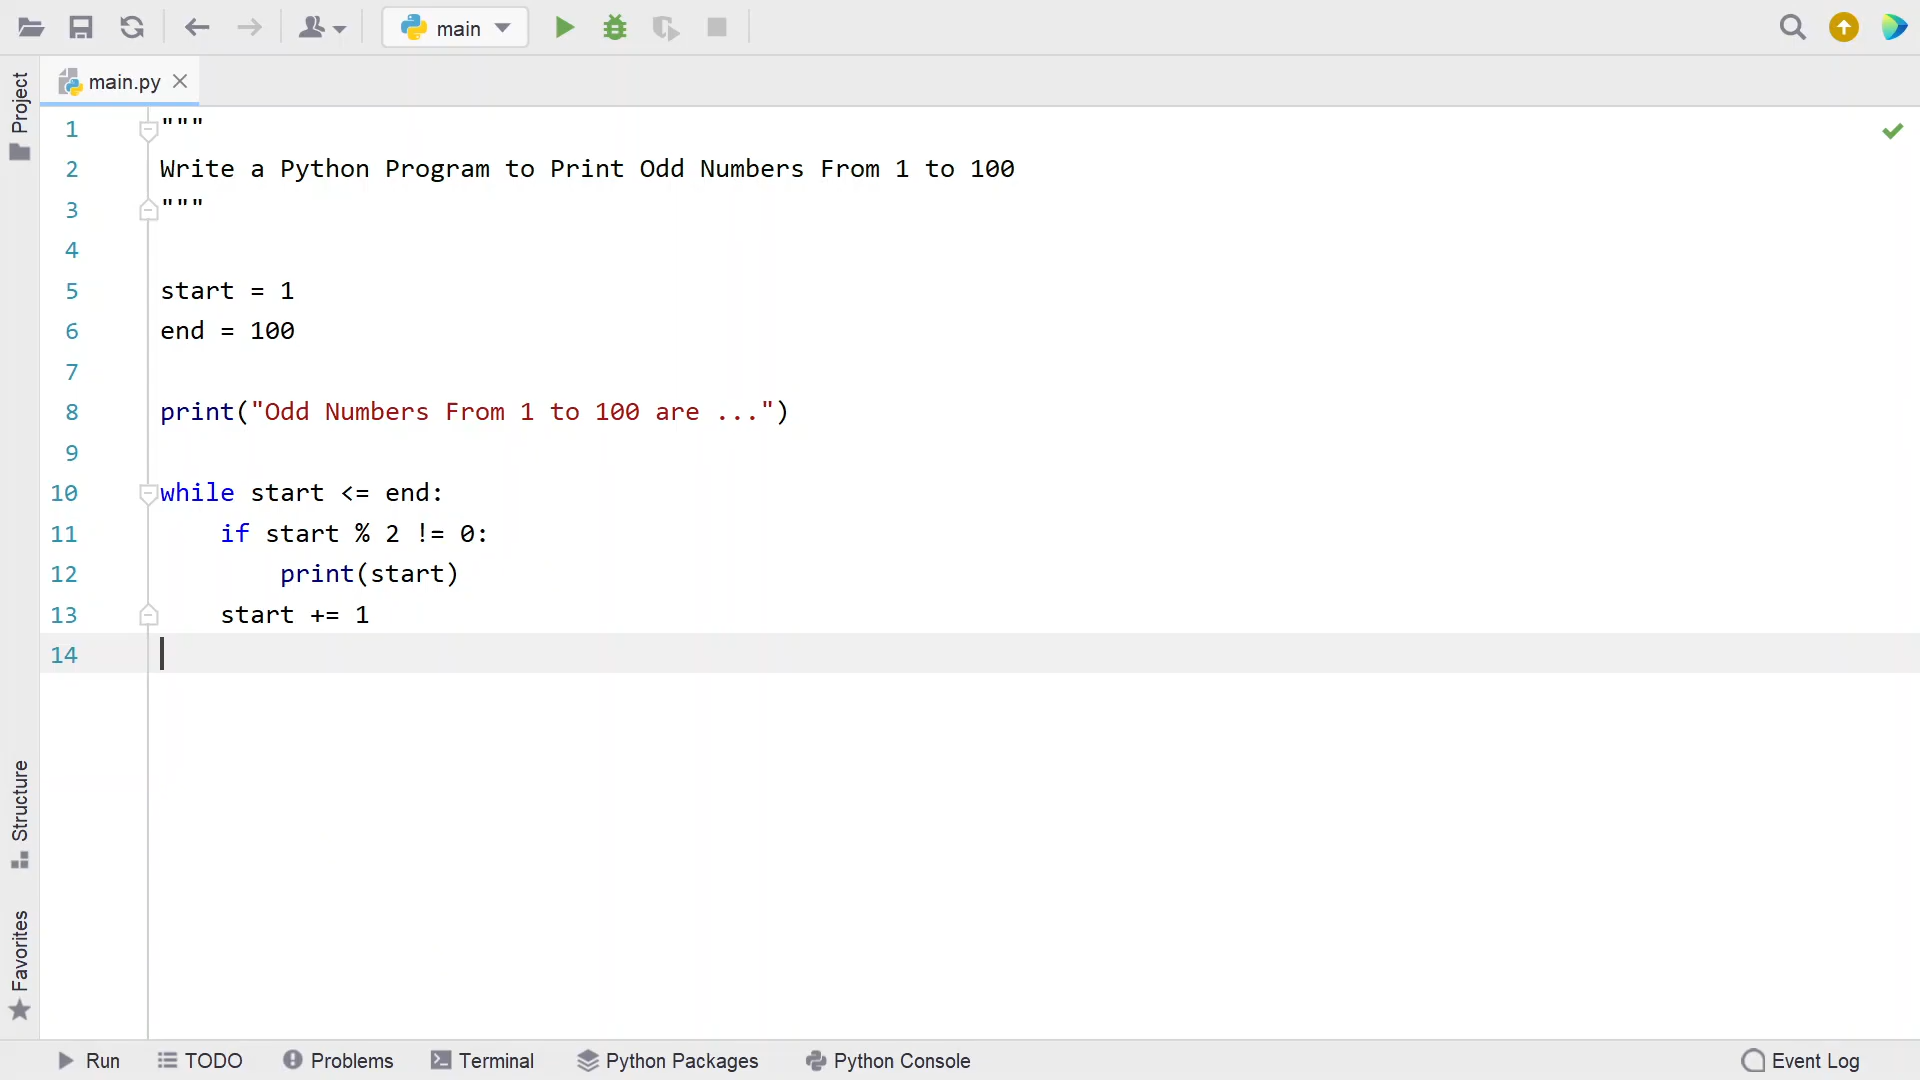 main
Project
main.py
1 """
2 Write a Python Program to Print Odd Numbers From 1 to 100
3 """
4
5 start = 1
6 end = 100
7
8 print("Odd Numbers From 1 to 100 are ...")
9
10 while start <= end:
11     if start % 2 != 0:
12         print(start)
13     start += 1
14
Structure
Favorites
Run TODO Problems Terminal Python Packages Python Console Event Log